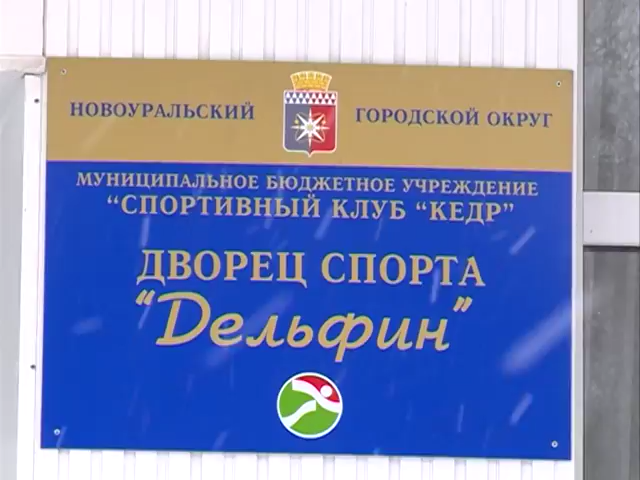 НОВОУРАЛЬСКИЙ ГОРОДСКОЙ ОКРУГ
МУНИЦИПАЛЬНОЕ БЮДЖЕТНОЕ УЧРЕЖДЕНИЕ
“СПОРТИВНЫЙ КЛУБ “КЕДР”
ДВОРЕЦ СПОРТА
“Дельфин”